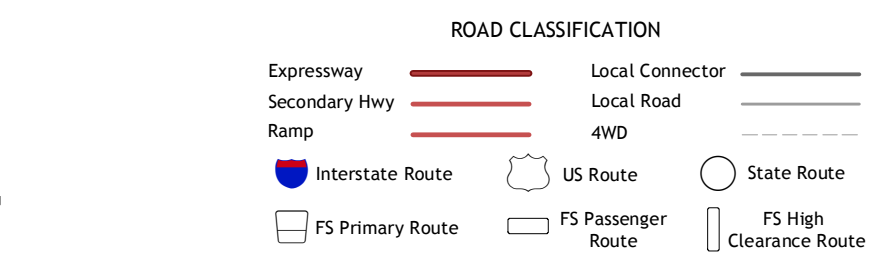 ROAD CLASSIFICATION
Expressway
Local Connector
Secondary Hwy
Local Road
Ramp
4WD
Interstate Route
US Route
State Route
FS Primary Route
FS Passenger
Route
FS High
Clearance Route